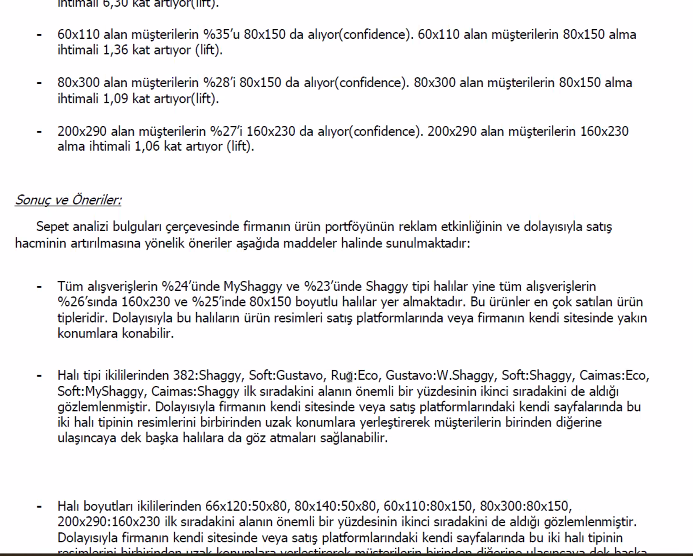 ihtimali 6,30 kat artıyor(lift).
- 60x110 alan müşterilerin %35'u 80x150 da alıyor(confidence). 60x110 alan müşterilerin 80x150 alma
ihtimali 1,36 kat artıyor (lift).
- 80x300 alan müşterilerin %28'i 80x150 da alıyor(confidence). 80x300 alan müşterilerin 80x150 alma
ihtimali 1,09 kat artıyor(lift).
- 200x290 alan müşterilerin %27'i 160x230 da alıyor(confidence). 200x290 alan müşterilerin 160x230
alma ihtimali 1,06 kat artıyor (lift).
Sonuç ve Öneriler:
Sepet analizi bulguları çerçevesinde firmanın ürün portföyünün reklam etkinliğinin ve dolayısıyla satış
hacminin artırılmasına yönelik öneriler aşağıda maddeler halinde sunulmaktadır:
- Tüm alışverişlerin %24'ünde MyShaggy ve %23'ünde Shaggy tipi halılar yine tüm alışverişlerin
%26'sında 160x230 ve %25'inde 80x150 boyutlu halılar yer almaktadır. Bu ürünler en çok satılan ürün
tipleridir. Dolayısıyla bu halıların ürün resimleri satış platformlarında veya firmanın kendi sitesinde yakın
konumlara konabilir.
- Halı tipi ikililerinden 382:Shaggy, Soft:Gustavo, Rug:Eco, Gustavo:W.Shaggy, Soft:Shaggy, Caimas:Eco,
Soft:MyShaggy, Caimas:Shaggy ilk sıradakini alanın önemli bir yüzdesinin ikinci sıradakini de aldığı
gözlemlenmiştir. Dolayısıyla firmanın kendi sitesinde veya satış platformlarındaki kendi sayfalarında bu
iki halı tipinin resimlerini birbirinden uzak konumlara yerleştirerek müşterilerin birinden diğerine
ulaşıncaya dek başka halılara da göz atmaları sağlanabilir.
- Halı boyutları ikililerinden 66x120:50x80, 80x140:50x80, 60x110:80x150, 80x300:80x150,
200x290:160x230 ilk sıradakini alanın önemli bir yüzdesinin ikinci sıradakini de aldığı gözlemlenmiştir.
Dolayısıyla firmanın kendi sitesinde veya satış platformlarındaki kendi sayfalarında bu iki halı tipinin
resimlerini birbirinden uzak konumlara yerleştirerek müşterilerin birinden diğerine ulaşıncaya dek başka